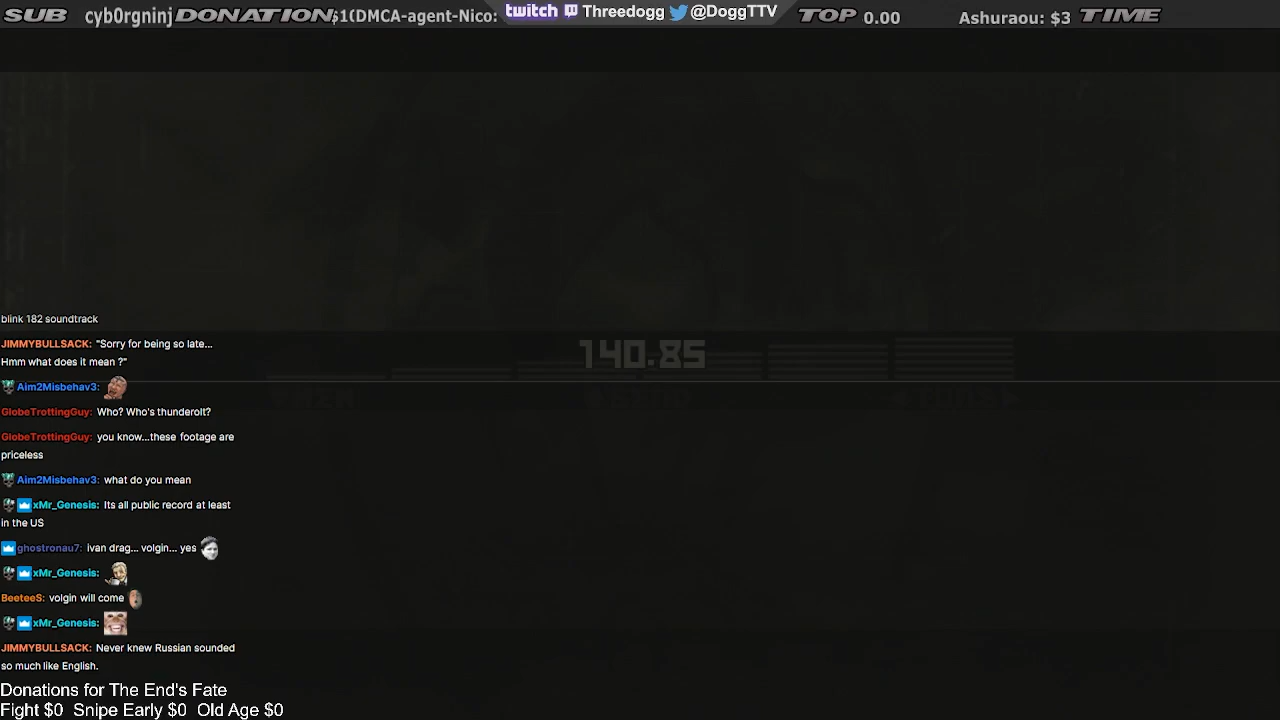 SUB cyb0rgninj DONATION $1(DMCA-agent-Nico: twitch Threedogg @DoggTTV TOP 0.00 Ashuraou: $3 TIME
blink 182 soundtrack
140.85
JIMMYBULLSACK: "Sorry for being so late...
Hmm what does it mean ?"
Aim2Misbehav3:
GlobeTrottingGuy: Who? Who's thunderolt?
GlobeTrottingGuy: you know...these footage are
priceless
Aim2Misbehav3: what do you mean
xMr_Genesis: Its all public record at least
in the US
ghostronau7: ivan drag... volgin... yes
xMr_Genesis:
BeeteeS: volgin will come
xMr_Genesis:
JIMMYBULLSACK: Never knew Russian sounded
so much like English.
Donations for The End's Fate
Fight $0 Snipe Early $0 Old Age $0